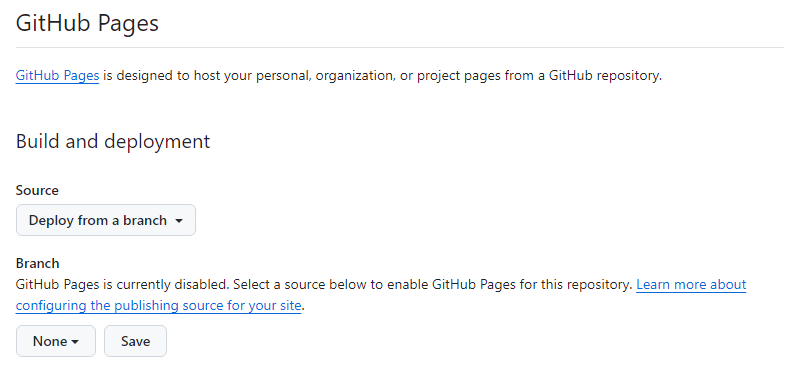 GitHub Pages
GitHub Pages is designed to host your personal, organization, or project pages from a GitHub repository.
Build and deployment
Source
Deploy from a branch
Branch
GitHub Pages is currently disabled. Select a source below to enable GitHub Pages for this repository. Learn more about
configuring the publishing source for your site.
None Save